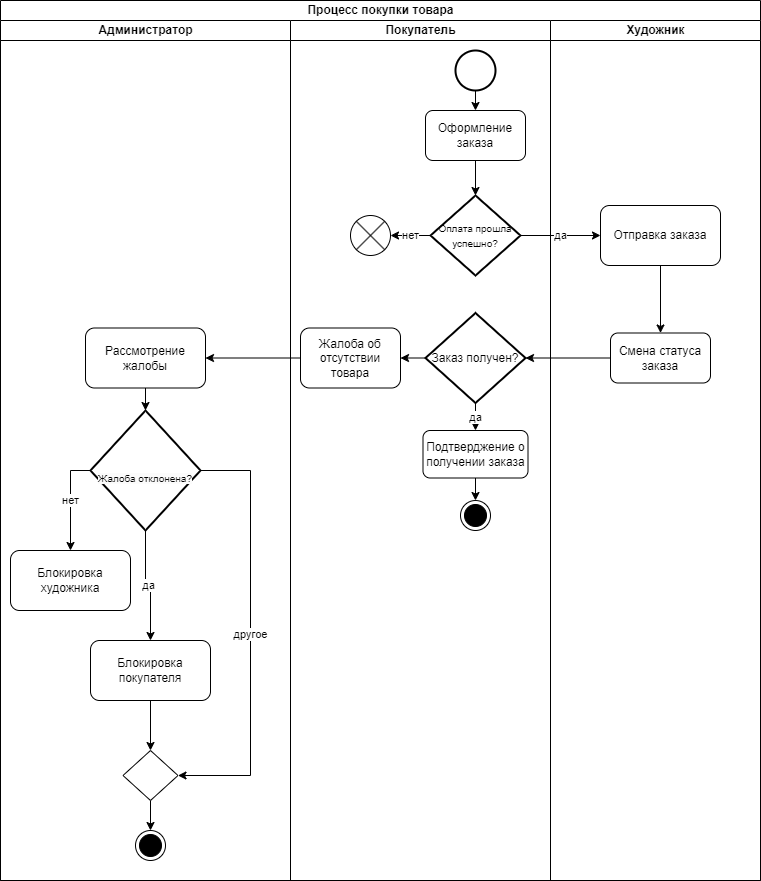 Процесс покупки товара
Администратор
Покупатель
Художник
Оформление
заказа
Оплата прошла
успешно?
нет
да
Отправка заказа
Смена статуса
заказа
Заказ получен?
Жалоба об
отсутствии
товара
Рассмотрение
жалобы
да
Подтверджение о
получении заказа
Жалоба отклонена?
нет
Блокировка
художника
да
другое
Блокировка
покупателя